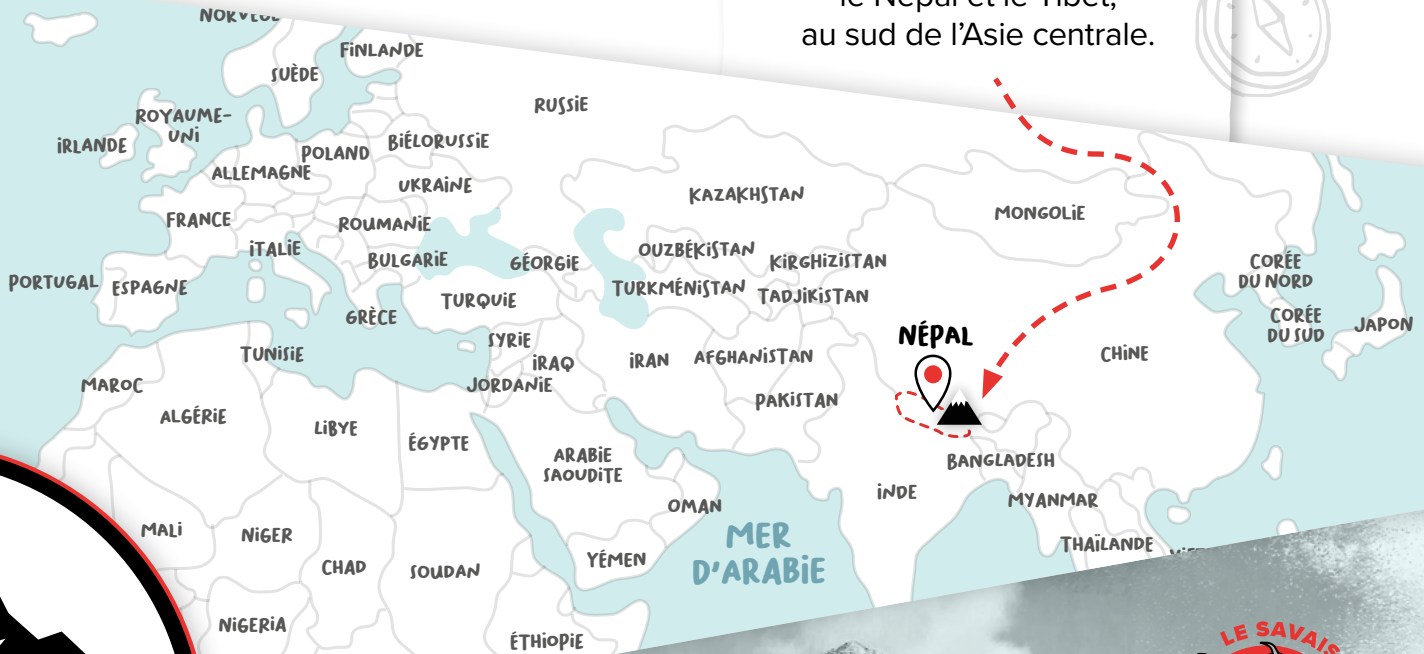 le Népal et le Tibet,
au sud de l'Asie centrale.
FINLANDE
SUÈDE
RUSSIE
ROYAUME-
UNI
IRLANDE
POLAND
BIÉLORUSSIE
ALLEMAGNE
UKRAINE
KAZAKHSTAN
MONGOLIE
FRANCE
ROUMANIE
ITALIE
BULGARIE
GÉORGIE
OUZBÉKISTAN
KIRGHIZISTAN
CORÉE
DU NORD
PORTUGAL
ESPAGNE
TURQUIE
TURKMÉNISTAN
TADJIKISTAN
GRÈCE
CORÉE
DU SUD
JAPON
NÉPAL
SYRIE
TUNISIE
IRAQ
IRAN
AFGHANISTAN
CHINE
MAROC
JORDANIE
PAKISTAN
ALGÉRIE
LIBYE
ÉGYPTE
ARABIE
SAOUDITE
BANGLADESH
INDE
MYANMAR
OMAN
MALI
NIGER
MER
D'ARABIE
THAÏLANDE
YÉMEN
CHAD
SOUDAN
NIGERIA
ÉTHIOPIE
LE SAVAIS